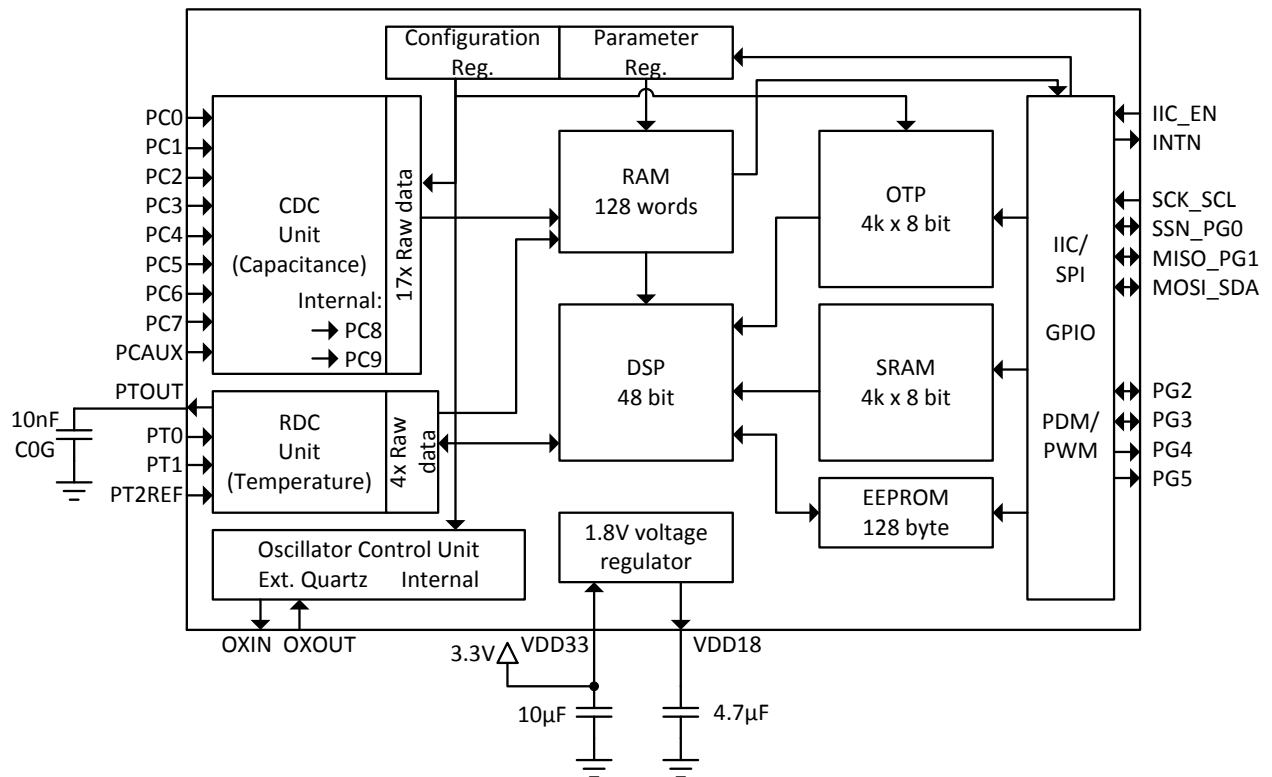 Configuration
Reg.
Parameter
Reg.
PC0
PC1
PC2
PC3
PC4
PC5
PC6
PC7
PCAUX
PTOUT
10nF
C0G
PT0
PT1
PT2REF
CDC
Unit
(Capacitance)
Internal:
PC8
PC9
17x Raw data
RDC
Unit
(Temperature)
4x Raw
data
RAM
128 words
DSP
48 bit
OTP
4k x 8 bit
SRAM
4k x 8 bit
EEPROM
128 byte
IIC/
SPI
GPIO
PDM/
PWM
IIC_EN
INTN
SCK_SCL
SSN_PG0
MISO_PG1
MOSI_SDA
PG2
PG3
PG4
PG5
Oscillator Control Unit
Ext. Quartz Internal
1.8V voltage
regulator
OXIN OXOUT
3.3V
VDD33
VDD18
10µF
4.7µF